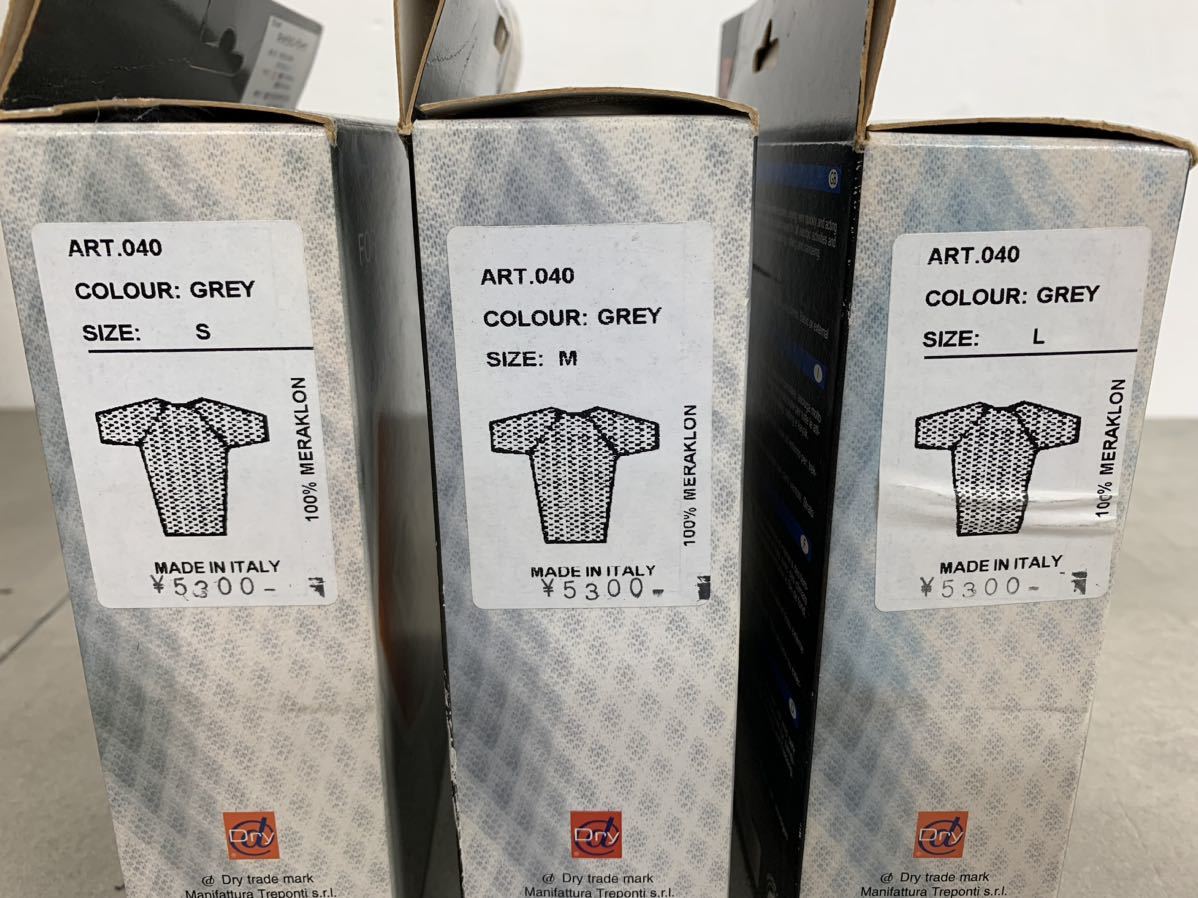 ART.040
COLOUR: GREY
SIZE: S
100% MERAKLON
MADE IN ITALY
¥5300-
Dry
@ Dry trade mark
Manifattura Treponti s.r.l.
ART.040
COLOUR: GREY
SIZE: M
100% MERAKLON
MADE IN ITALY
¥5300-
Dry
@ Dry trade mark
Manifattura Treponti s.r.l.
ART.040
COLOUR: GREY
SIZE: L
100% MERAKLON
MADE IN ITALY
¥5300-
Dry
@ Dry trade mark
Manifattura Treponti s.r.l.